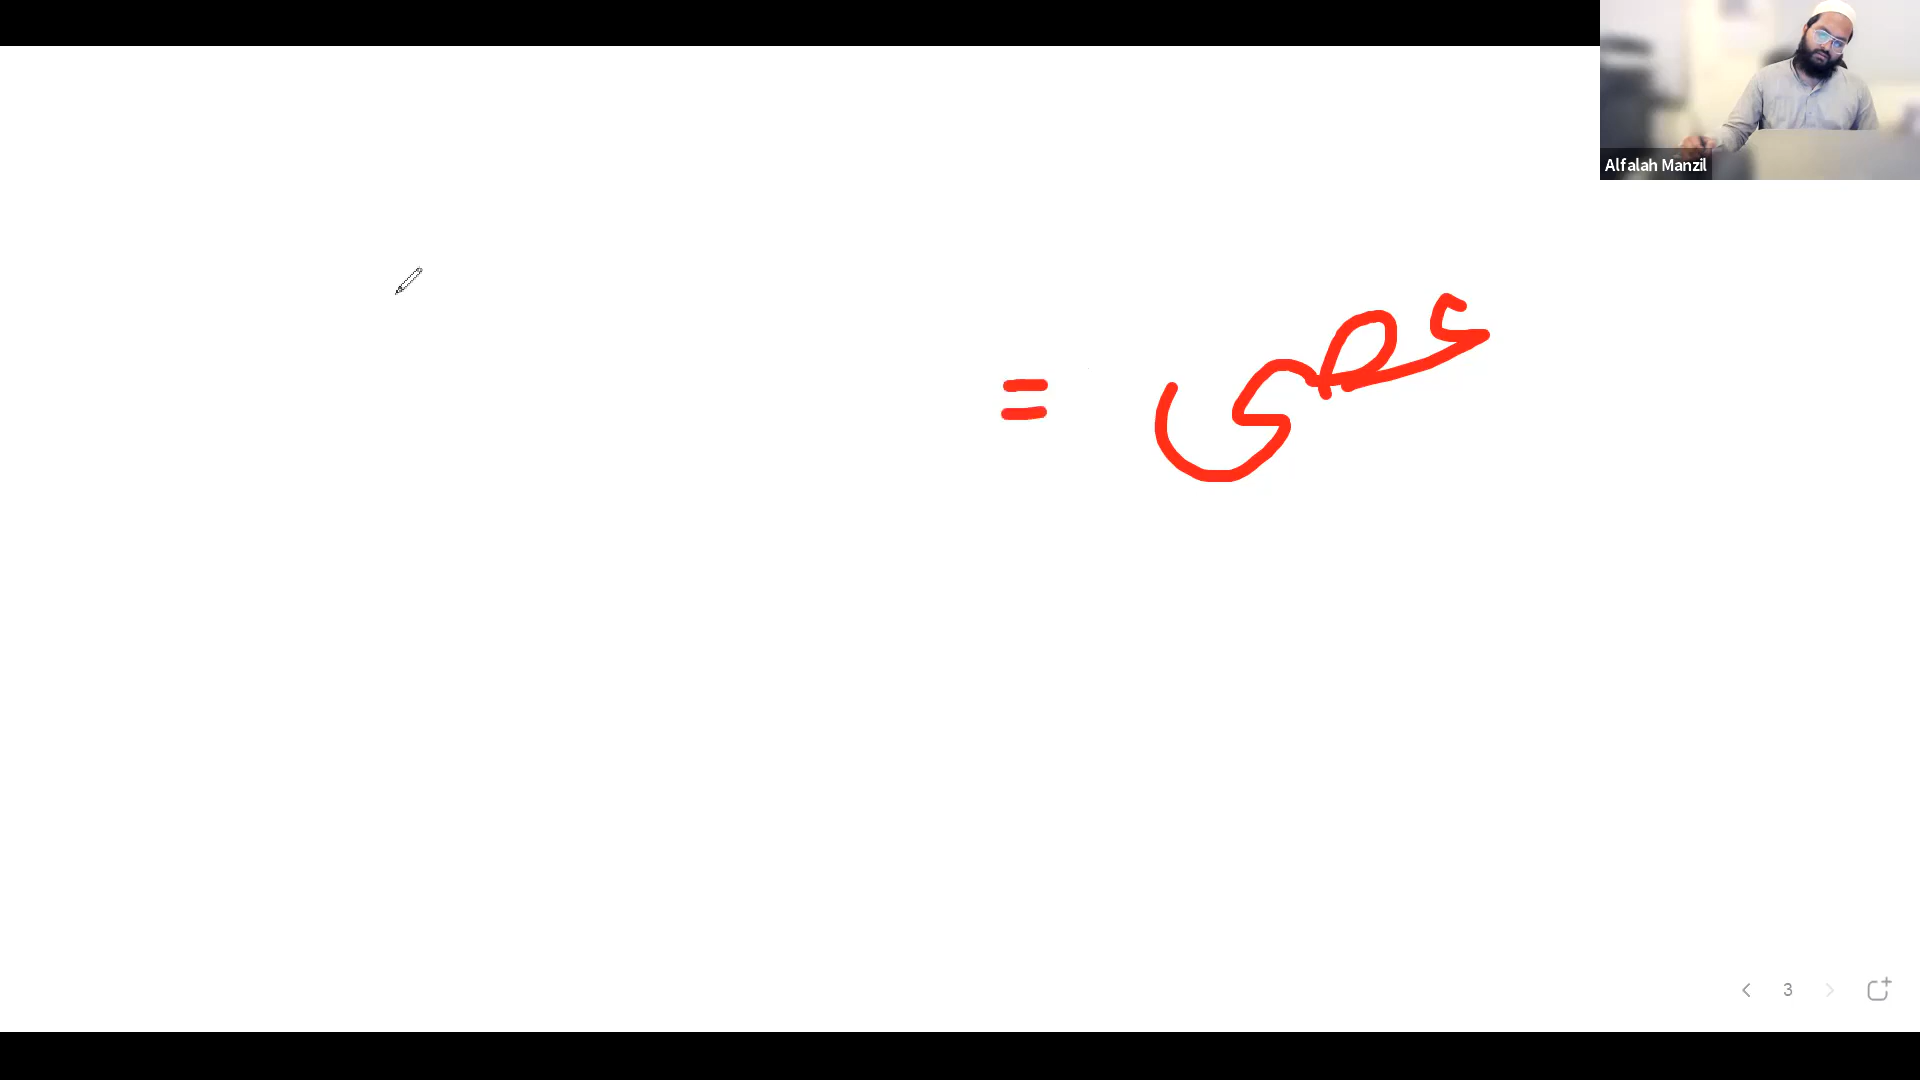 Alfalah Manzil
عصى =
3